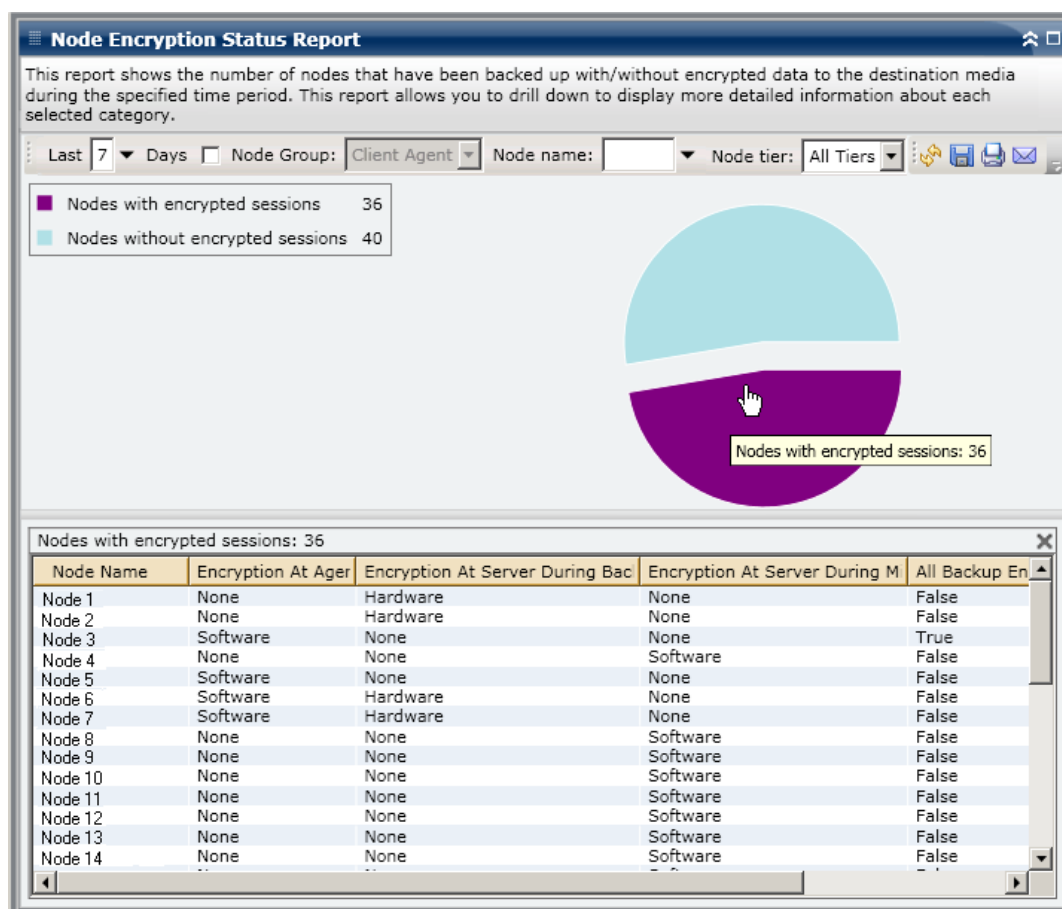 Node Encryption Status Report
This report shows the number of nodes that have been backed up with/without encrypted data to the destination media
during the specified time period. This report allows you to drill down to display more detailed information about each
selected category.
Last 7 Days Node Group: Client Agent Node name: Node tier: All Tiers
Nodes with encrypted sessions 36
Nodes without encrypted sessions 40
Nodes with encrypted sessions: 36
Nodes with encrypted sessions: 36
Node Name Encryption At Ager Encryption At Server During Bac Encryption At Server During M All Backup En
Node 1 None Hardware None False
Node 2 None Hardware None False
Node 3 Software None None True
Node 4 None None Software False
Node 5 Software None None False
Node 6 Software Hardware None False
Node 7 Software Hardware None False
Node 8 None None Software False
Node 9 None None Software False
Node 10 None None Software False
Node 11 None None Software False
Node 12 None None Software False
Node 13 None None Software False
Node 14 None None Software False